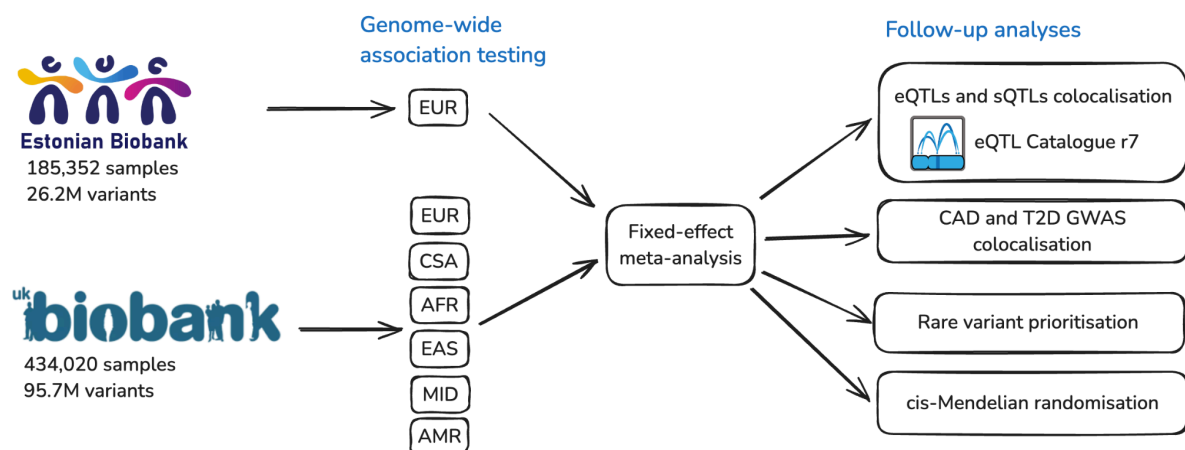 Genome-wide
association testing
Follow-up analyses
Estonian Biobank
185,352 samples
26.2M variants
EUR
eQTLs and sQTLs colocalisation
eQTL Catalogue r7
EUR
CSA
AFR
EAS
MID
AMR
Fixed-effect
meta-analysis
CAD and T2D GWAS
colocalisation
uk
biobank
434,020 samples
95.7M variants
Rare variant prioritisation
cis-Mendelian randomisation